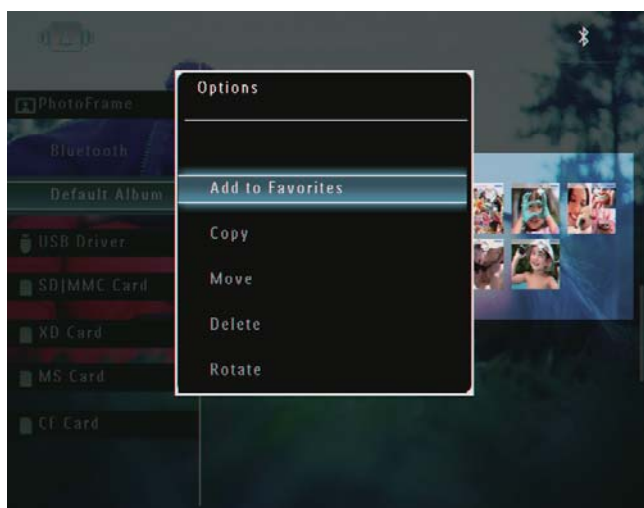 Options
Add to Favorites
Copy
Move
Delete
Rotate
PhotoFrame
Bluetooth
Default Album
USB Driver
SD|MMC Card
XD Card
MS Card
CF Card